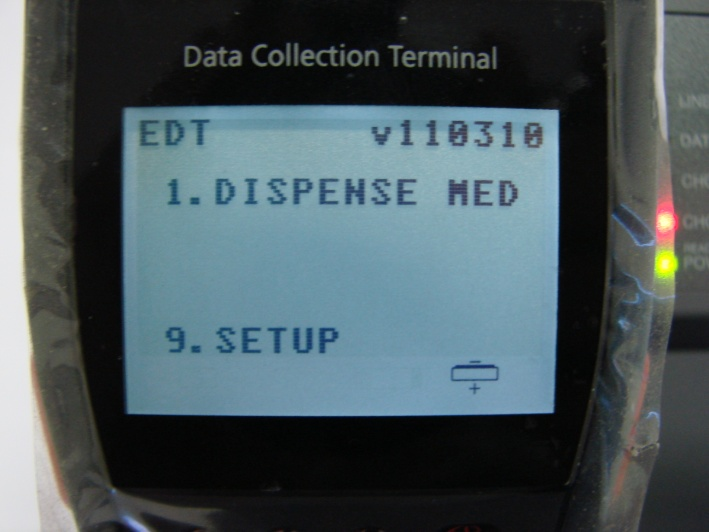 Data Collection Terminal
EDT v110310
1.DISPENSE MED
9.SETUP